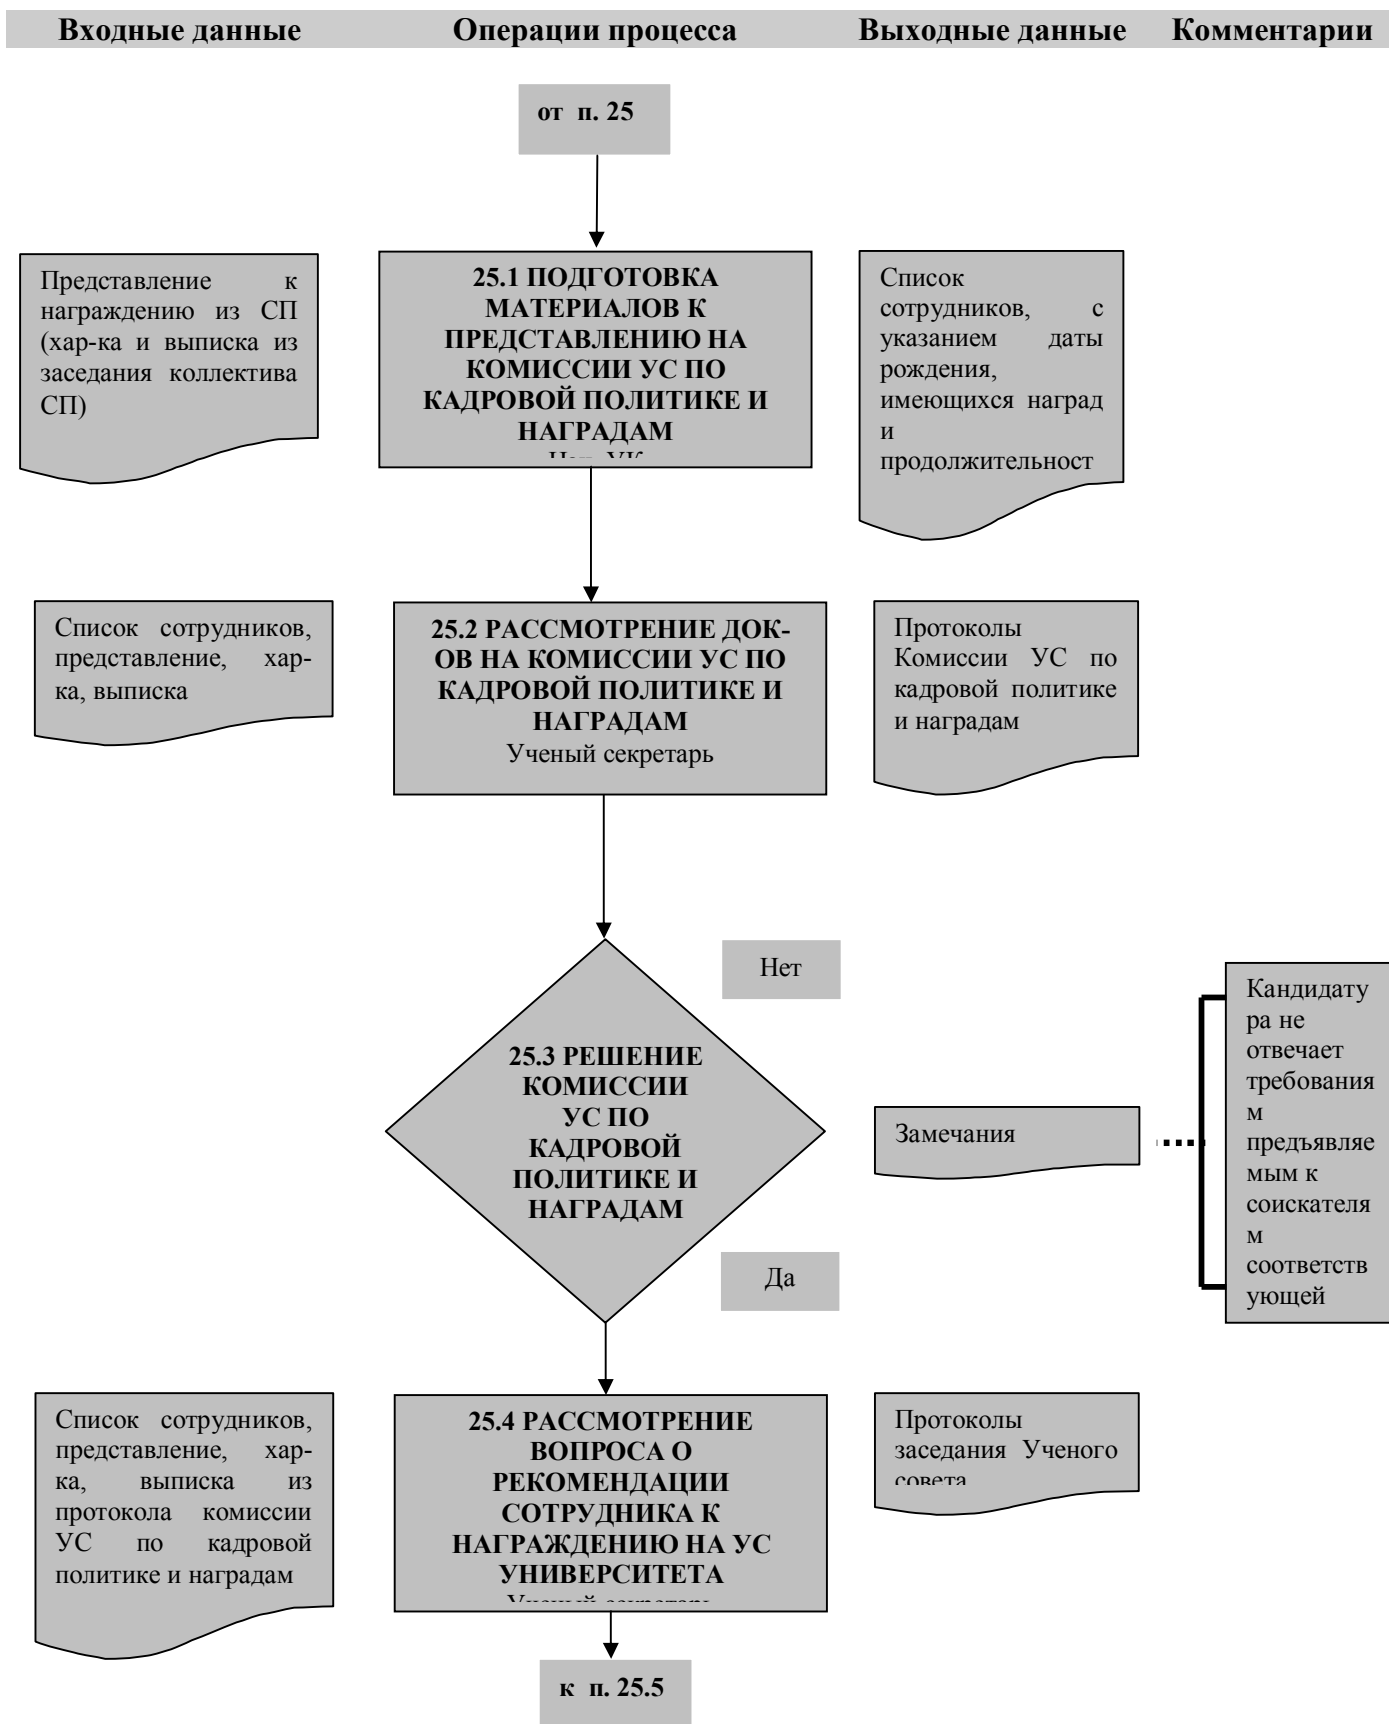 Входные данные Операции процесса Выходные данные Комментарии
от п. 25
Представление к
награждению из СП
(хар-ка и выписка из
заседания коллектива
СП)
25.1 ПОДГОТОВКА
МАТЕРИАЛОВ К
ПРЕДСТАВЛЕНИЮ НА
КОМИССИИ УС ПО
КАДРОВОЙ ПОЛИТИКЕ И
НАГРАДАМ
Список
сотрудников, с
указанием даты
рождения,
имеющихся наград
и
продолжительност
Список сотрудников,
представление, хар-
ка, выписка
25.2 РАССМОТРЕНИЕ ДОК-
ОВ НА КОМИССИИ УС ПО
КАДРОВОЙ ПОЛИТИКЕ И
НАГРАДАМ
Ученый секретарь
Протоколы
Комиссии УС по
кадровой политике
и наградам
Нет
25.3 РЕШЕНИЕ
КОМИССИИ
УС ПО
КАДРОВОЙ
ПОЛИТИКЕ И
НАГРАДАМ
Замечания
Кандидату
ра не
отвечает
требования
м
предъявляе
мым к
соискателя
м
соответств
ующей
Да
Список сотрудников,
представление, хар-
ка, выписка из
протокола комиссии
УС по кадровой
политике и наградам
25.4 РАССМОТРЕНИЕ
ВОПРОСА О
РЕКОМЕНДАЦИИ
СОТРУДНИКА К
НАГРАЖДЕНИЮ НА УС
УНИВЕРСИТЕТА
Ученый секретарь
Протоколы
заседания Ученого
совета
к п. 25.5